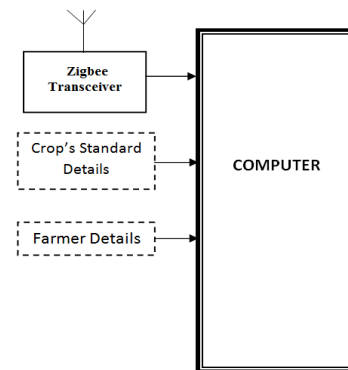 Zigbee
Transceiver
Crop's Standard
Details
COMPUTER
Farmer Details